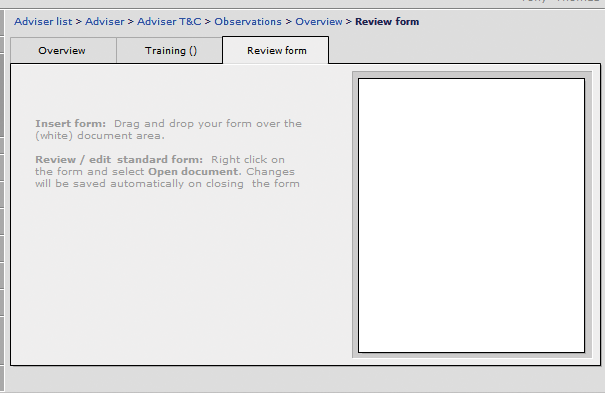 Adviser list > Adviser > Adviser T&C > Observations > Overview > Review form
Overview
Training ()
Review form
Insert form: Drag and drop your form over the
(white) document area.
Review / edit standard form: Right click on
the form and select Open document. Changes
will be saved automatically on closing the form